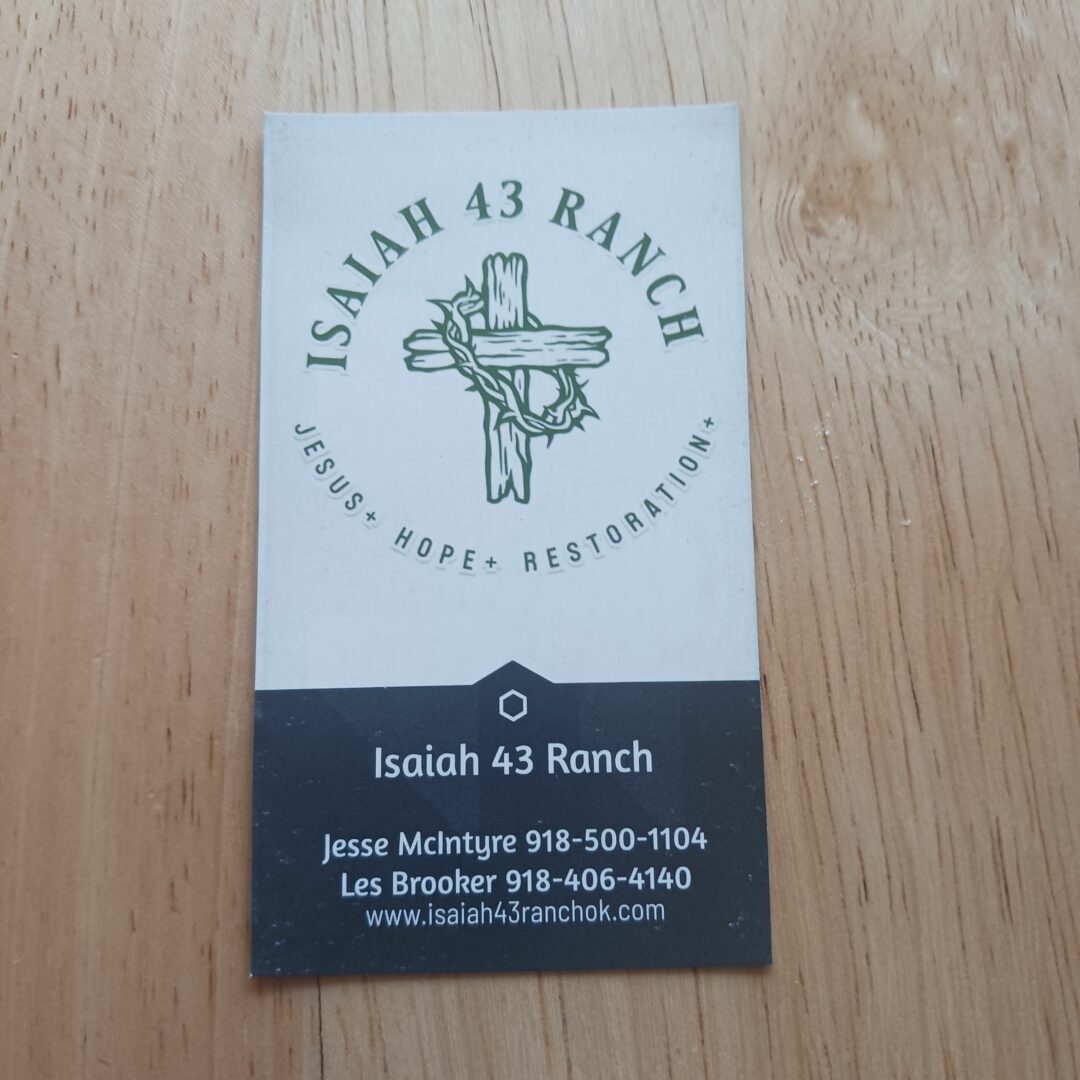 ISAIAH 43 RANCH
JESUS+ HOPE+ RESTORATION+
Isaiah 43 Ranch
Jesse McIntyre 918-500-1104
Les Brooker 918-406-4140
www.isaiah43ranchok.com